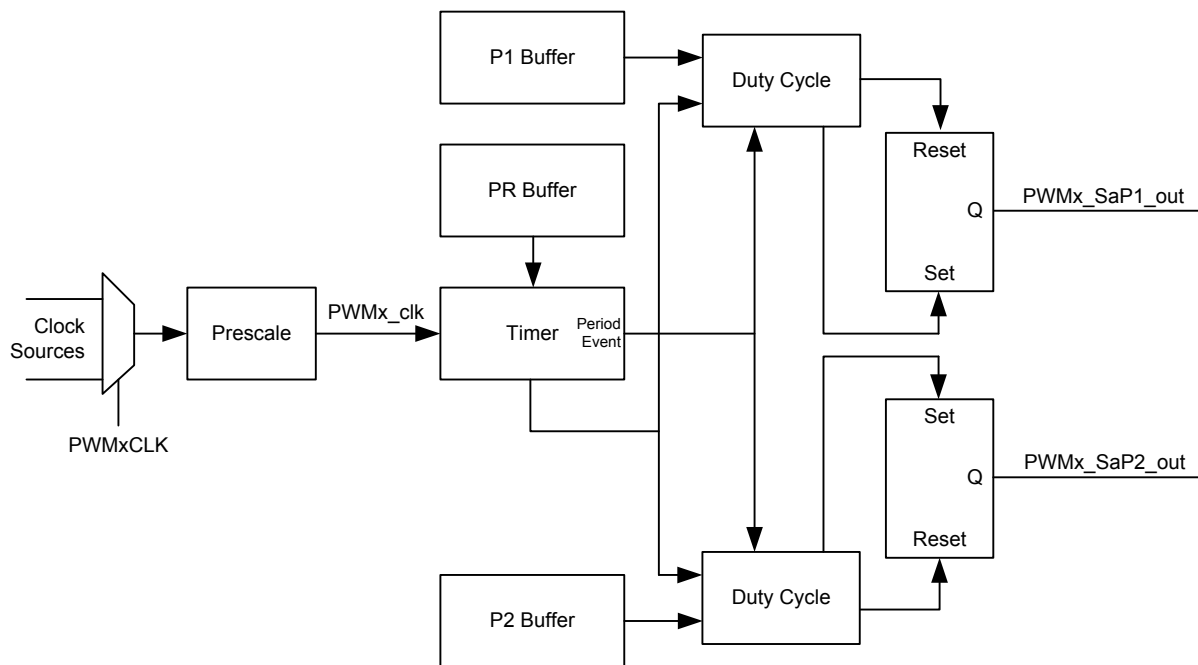 P1 Buffer
Duty Cycle
Reset
PR Buffer
Q
PWMx_SaP1_out
Set
Clock
Sources
Prescale
PWMx_clk
Timer
Period
Event
PWMxCLK
Set
Q
PWMx_SaP2_out
Reset
P2 Buffer
Duty Cycle